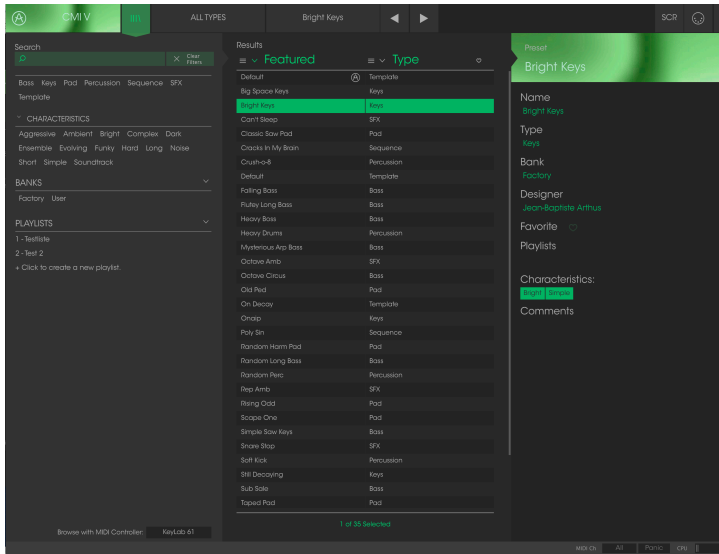 CMI V
ALL TYPES
Bright Keys
SCR
Search
Clear Filters
Bass Keys Pad Percussion Sequence SFX
Template
CHARACTERISTICS
Aggressive Ambient Bright Complex Dark
Ensemble Evolving Funky Hard Long Noise
Short Simple Soundtrack
BANKS
Factory User
PLAYLISTS
1 - Testliste
2 - Test 2
+ Click to create a new playlist.
Browse with MIDI Controller: KeyLab 61
Results
Featured Type
Default Template
Big Space Keys Keys
Bright Keys Keys
Can't Sleep SFX
Classic Saw Pad Pad
Cracks In My Brain Sequence
Crush-o-8 Percussion
Default Template
Falling Bass Bass
Flutey Long Bass Bass
Heavy Boss Bass
Heavy Drums Percussion
Mysterious Arp Bass Bass
Octave Amb SFX
Octave Circus Bass
Old Ped Pad
On Decay Template
Onaip Keys
Poly Sin Sequence
Random Harm Pad Pad
Random Long Bass Bass
Random Perc Percussion
Rep Amb SFX
Rising Odd Pad
Scape One Pad
Simple Saw Keys Bass
Snare Stop SFX
Soft Kick Percussion
Still Decaying Keys
Sub Sale Bass
Taped Pad Pad
1 of 35 Selected
Preset
Bright Keys
Name
Bright Keys
Type
Keys
Bank
Factory
Designer
Jean-Baptiste Arthus
Favorite
Playlists
Characteristics:
Bright Simple
Comments
MIDI Ch. All Panic CPU